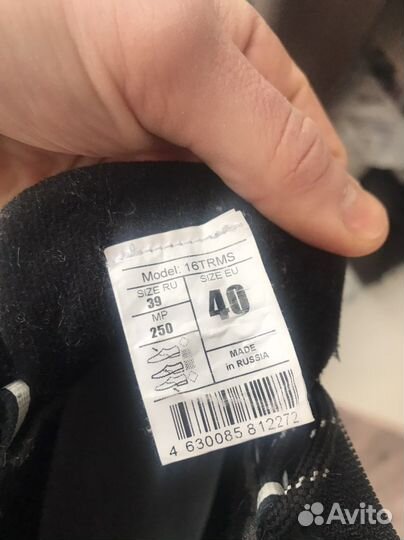 Model: 16TRMS
SIZE RU SIZE EU
39 40
MP
250
MADE
in RUSSIA
4 630085 812272
Avito